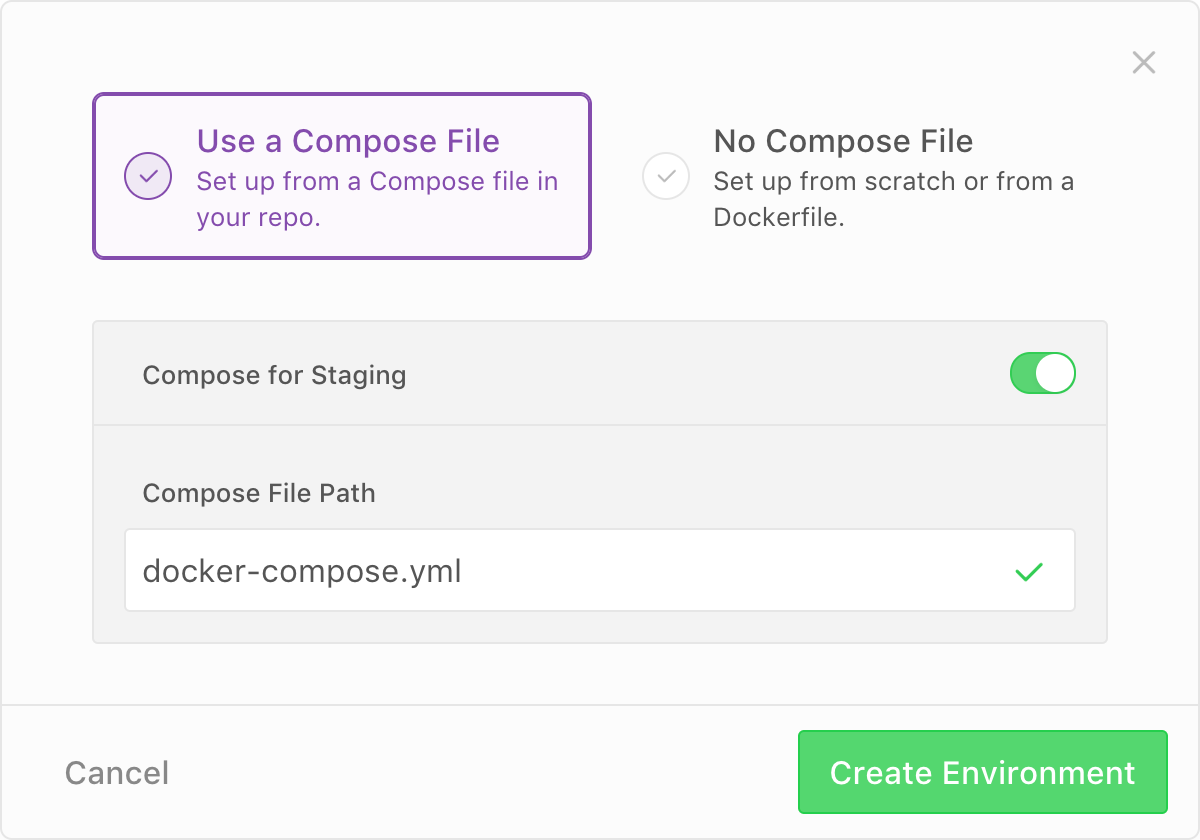 Use a Compose File
Set up from a Compose file in
your repo.
No Compose File
Set up from scratch or from a
Dockerfile.
Compose for Staging
Compose File Path
docker-compose.yml
Cancel
Create Environment